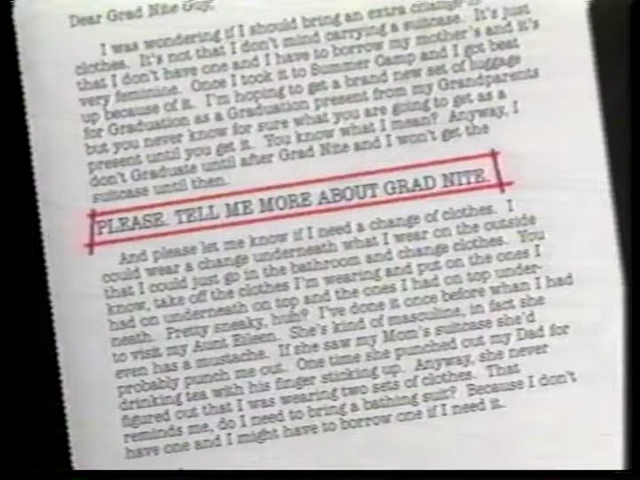 Dear Grad Nite Guy,
I was wondering if I should bring an extra change of
clothes. It's not that I don't mind carrying a suitcase. It's just
that I don't have one and I have to borrow my mother's and it's
very feminine. Once I took it to Summer Camp and I got beat
up because of it. I'm hoping to get a brand new set of luggage
for Graduation as a Graduation present from my Grandparents
but you never know for sure what you are going to get as a
present until you get it. You know what I mean? Anyway, I
don't Graduate until after Grad Nite and I won't get the
suitcase until then.
PLEASE. TELL ME MORE ABOUT GRAD NITE.
And please let me know if I need a change of clothes. I
could wear a change underneath what I wear on the outside
that I could just go in the bathroom and change clothes. You
know, take off the clothes I'm wearing and put on the ones I
had on underneath on top and the ones I had on top under-
neath. Pretty sneaky, huh? I've done it once before whan I had
to visit my Aunt Eileen. She's kind of masculine, in fact she
even has a mustache. If she saw my Mom's suitcase she'd
probably punch me out. One time she punched out my Dad for
drinking tea with his finger sticking up. Anyway, she never
figured out that I was wearing two sets of clothes. That
reminds me, do I need to bring a bathing suit? Because I don't
have one and I might have to borrow one if I need it.